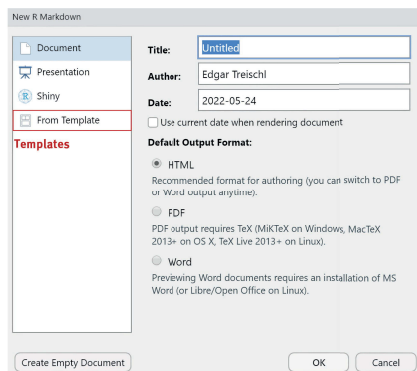 New R Markdown
Document
Presentation
Shiny
From Template
Templates
Title: Untitled
Author: Edgar Treischl
Date: 2022-05-24
Use current date when rendering document
Default Output Format:
HTML
Recommended format for authoring (you can switch to PDF
or Word output anytime).
PDF
PDF output requires TeX (MiKTeX on Windows, MacTeX
2013+ on OS X, TeX Live 2013+ on Linux).
Word
Previewing Word documents requires an installation of MS
Word (or Libre/Open Office on Linux).
Create Empty Document
OK
Cancel